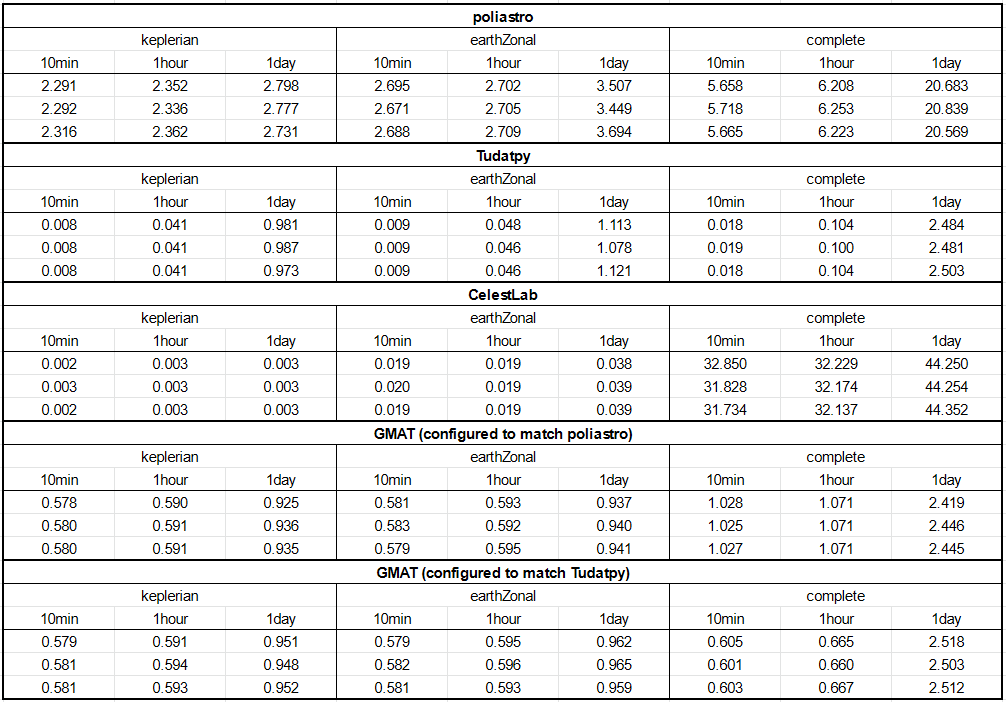 poliastro
keplerian earthZonal complete
10min 1hour 1day 10min 1hour 1day 10min 1hour 1day
2.291 2.352 2.798 2.695 2.702 3.507 5.658 6.208 20.683
2.292 2.336 2.777 2.671 2.705 3.449 5.718 6.253 20.839
2.316 2.362 2.731 2.688 2.709 3.694 5.665 6.223 20.569
Tudatpy
keplerian earthZonal complete
10min 1hour 1day 10min 1hour 1day 10min 1hour 1day
0.008 0.041 0.981 0.009 0.048 1.113 0.018 0.104 2.484
0.008 0.041 0.987 0.009 0.046 1.078 0.019 0.100 2.481
0.008 0.041 0.973 0.009 0.046 1.121 0.018 0.104 2.503
CelestLab
keplerian earthZonal complete
10min 1hour 1day 10min 1hour 1day 10min 1hour 1day
0.002 0.003 0.003 0.019 0.019 0.038 32.850 32.229 44.250
0.003 0.003 0.003 0.020 0.019 0.039 31.828 32.174 44.254
0.002 0.003 0.003 0.019 0.019 0.039 31.734 32.137 44.352
GMAT (configured to match poliastro)
keplerian earthZonal complete
10min 1hour 1day 10min 1hour 1day 10min 1hour 1day
0.578 0.590 0.925 0.581 0.593 0.937 1.028 1.071 2.419
0.580 0.591 0.936 0.583 0.592 0.940 1.025 1.071 2.446
0.580 0.591 0.935 0.579 0.595 0.941 1.027 1.071 2.445
GMAT (configured to match Tudatpy)
keplerian earthZonal complete
10min 1hour 1day 10min 1hour 1day 10min 1hour 1day
0.579 0.591 0.951 0.579 0.595 0.962 0.605 0.665 2.518
0.581 0.594 0.948 0.582 0.596 0.965 0.601 0.660 2.503
0.581 0.593 0.952 0.581 0.593 0.959 0.603 0.667 2.512